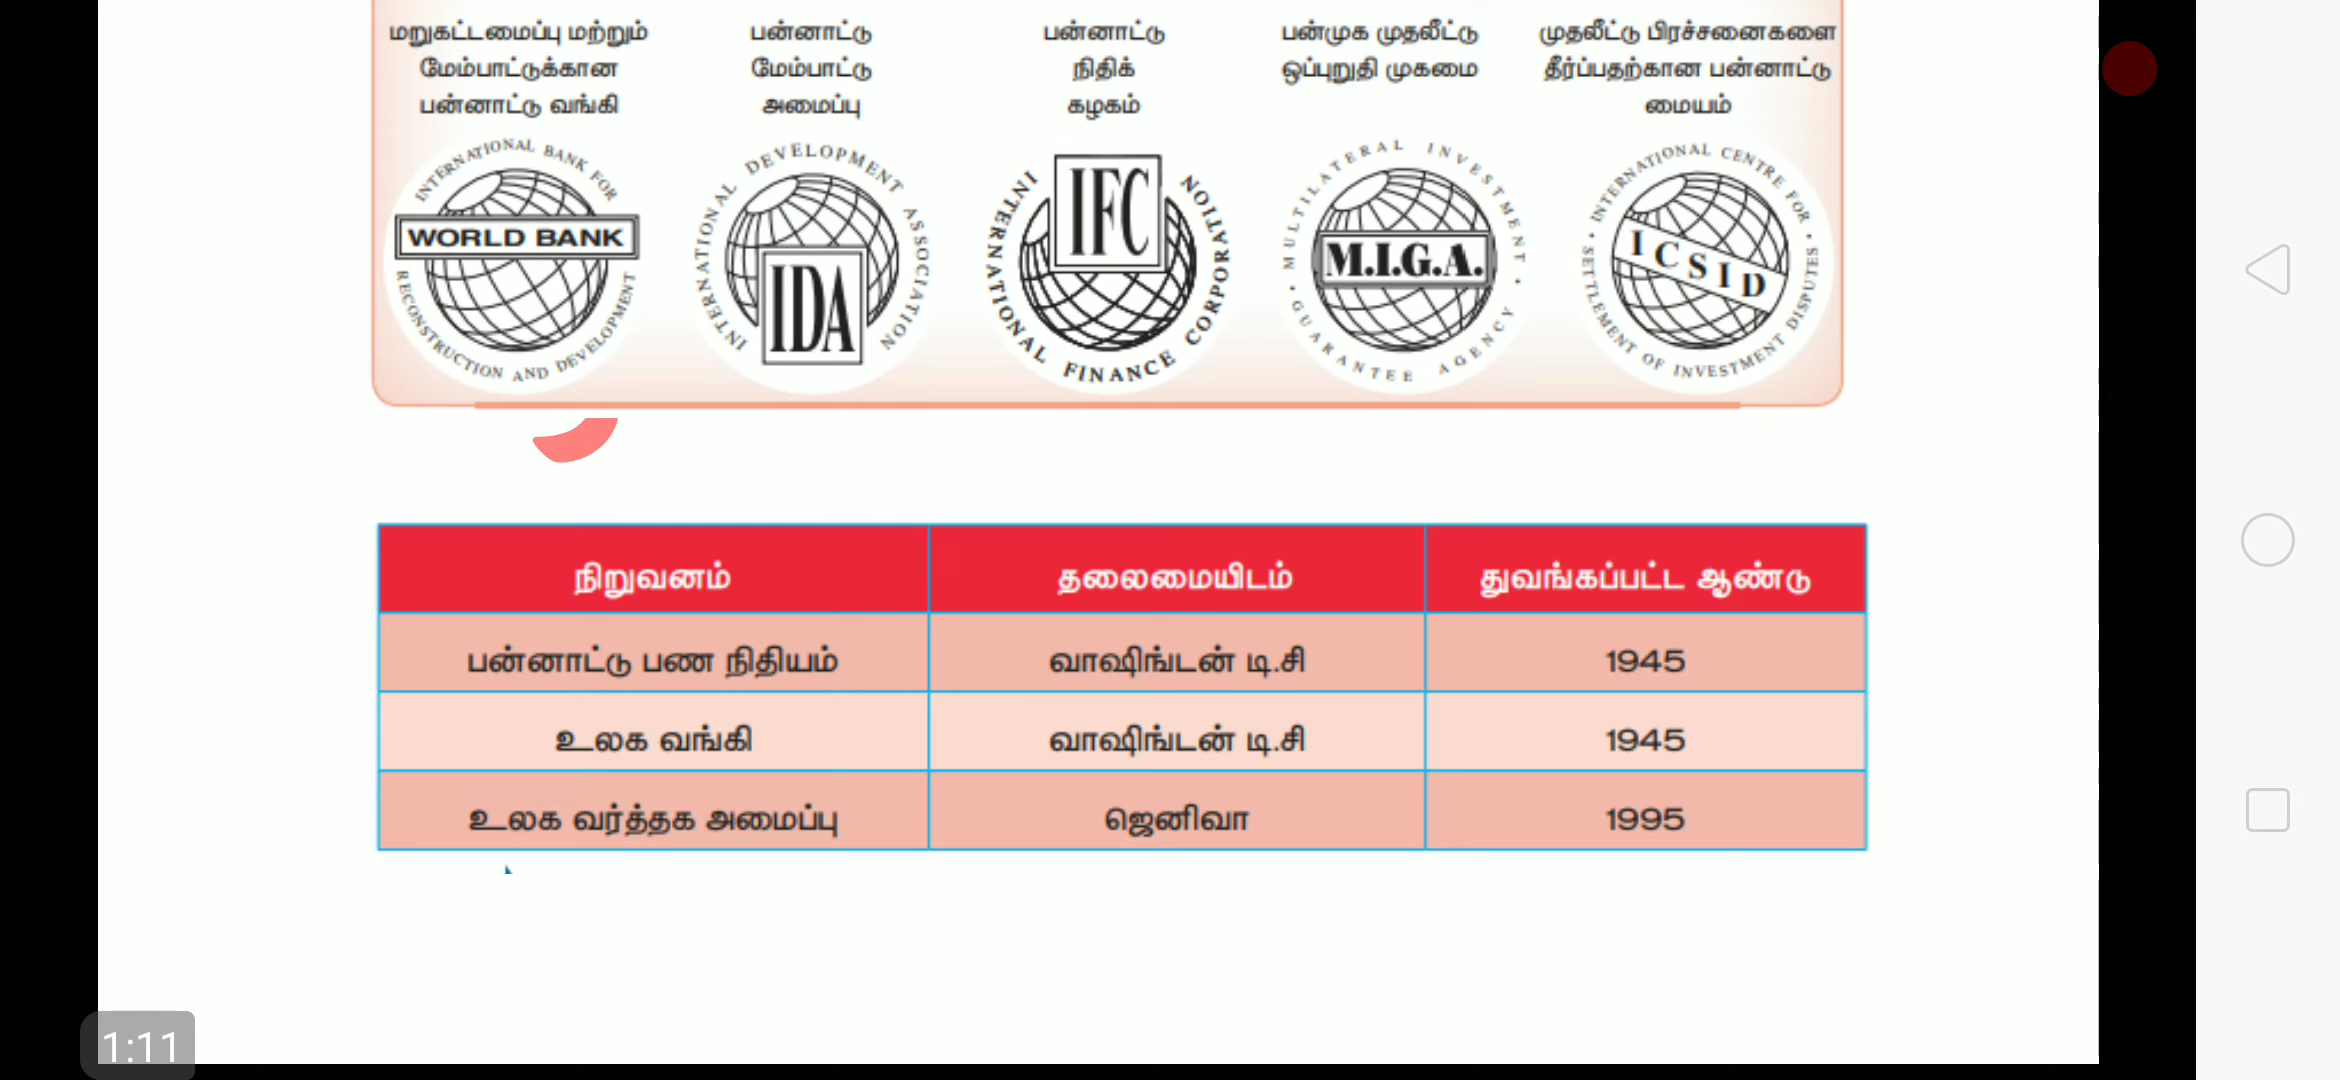 மறுகட்டமைப்பு மற்றும்
மேம்பாட்டுக்கான
பன்னாட்டு வங்கி
பன்னாட்டு
மேம்பாட்டு
அமைப்பு
பன்னாட்டு
நிதிக்
கழகம்
பன்முக முதலீட்டு
ஒப்புறுதி முகமை
முதலீட்டு பிரச்சனைகளை
தீர்ப்பதற்கான பன்னாட்டு
மையம்
INTERNATIONAL BANK FOR
WORLD BANK
RECONSTRUCTION AND DEVELOPMENT
INTERNATIONAL DEVELOPMENT ASSOCIATION
IDA
IFC
INTERNATIONAL FINANCE CORPORATION
MULTILATERAL INVESTMENT
M.I.G.A.
GUARANTEE AGENCY
INTERNATIONAL CENTRE FOR
ICSID
SETTLEMENT OF INVESTMENT DISPUTES
நிறுவனம் தலைமையிடம் துவங்கப்பட்ட ஆண்டு
பன்னாட்டு பண நிதியம் வாஷிங்டன் டி.சி 1945
உலக வங்கி வாஷிங்டன் டி.சி 1945
உலக வர்த்தக அமைப்பு ஜெனிவா 1995
1:11